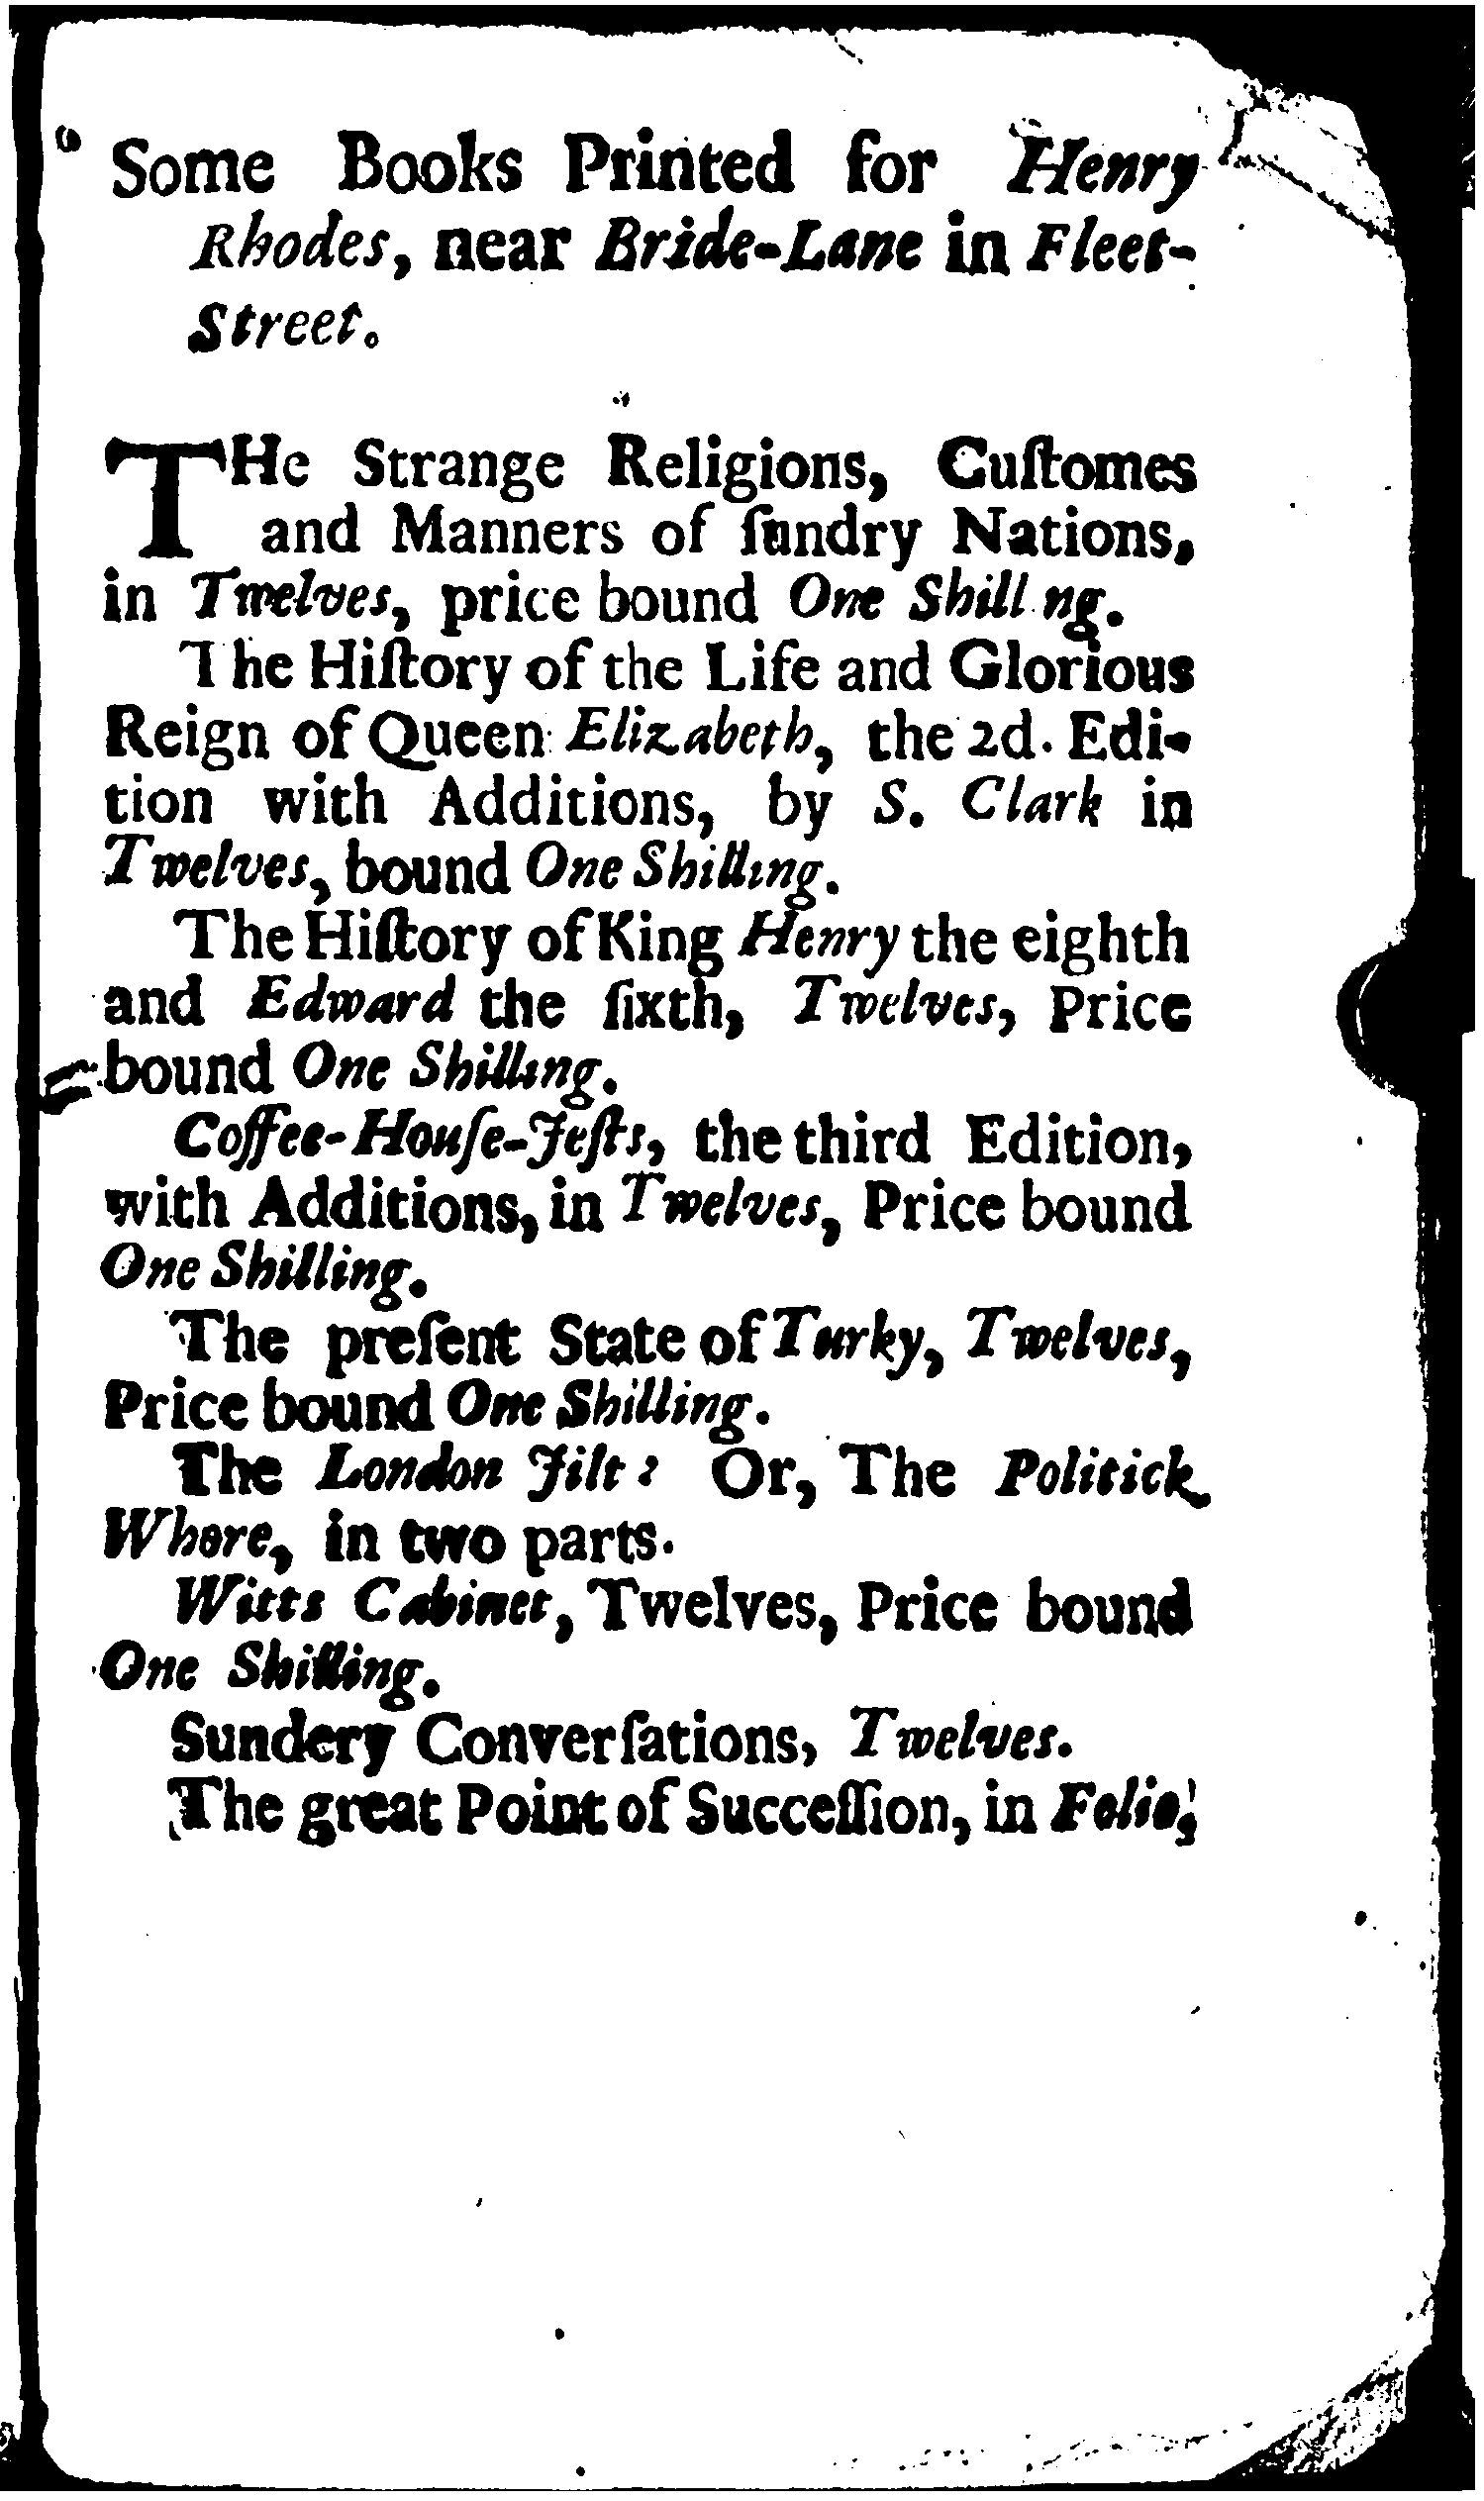 Some Books Printed for Henry
Rhodes, near Bride-Lane in Fleet-
Street.
THe Strange Religions, Cuſtomes
and Manners of ſundry Nations,
in Twelves, price bound One Shill ng.
The Hiſtory of the Life and Glorious
Reign of Queen Elizabeth, the 2d. Edi-
tion with Additions, by S. Clark in
Twelves, bound One Shilling.
The Hiſtory of King Henry the eighth
and Edward the ſixth, Twelves, Price
bound One Shilling.
Coffee-Houſe-Jeſts, the third Edition,
with Additions, in Twelves, Price bound
One Shilling.
The preſent State of Turky, Twelves,
Price bound One Shilling.
The London Jilt: Or, The Politick
Whore, in two parts.
Witts Cabinet, Twelves, Price bound
One Shilling.
Sundery Converſations, Twelves.
The great Point of Succeſſion, in Folio,